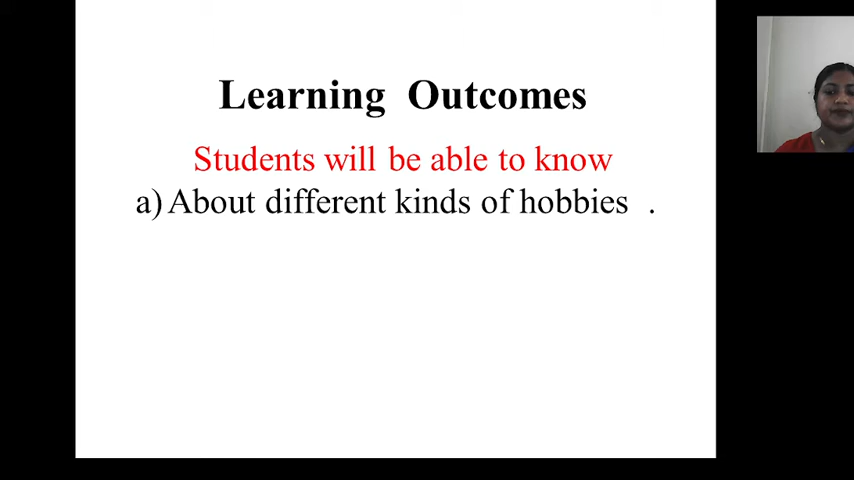 Learning Outcomes
Students will be able to know
a) About different kinds of hobbies .